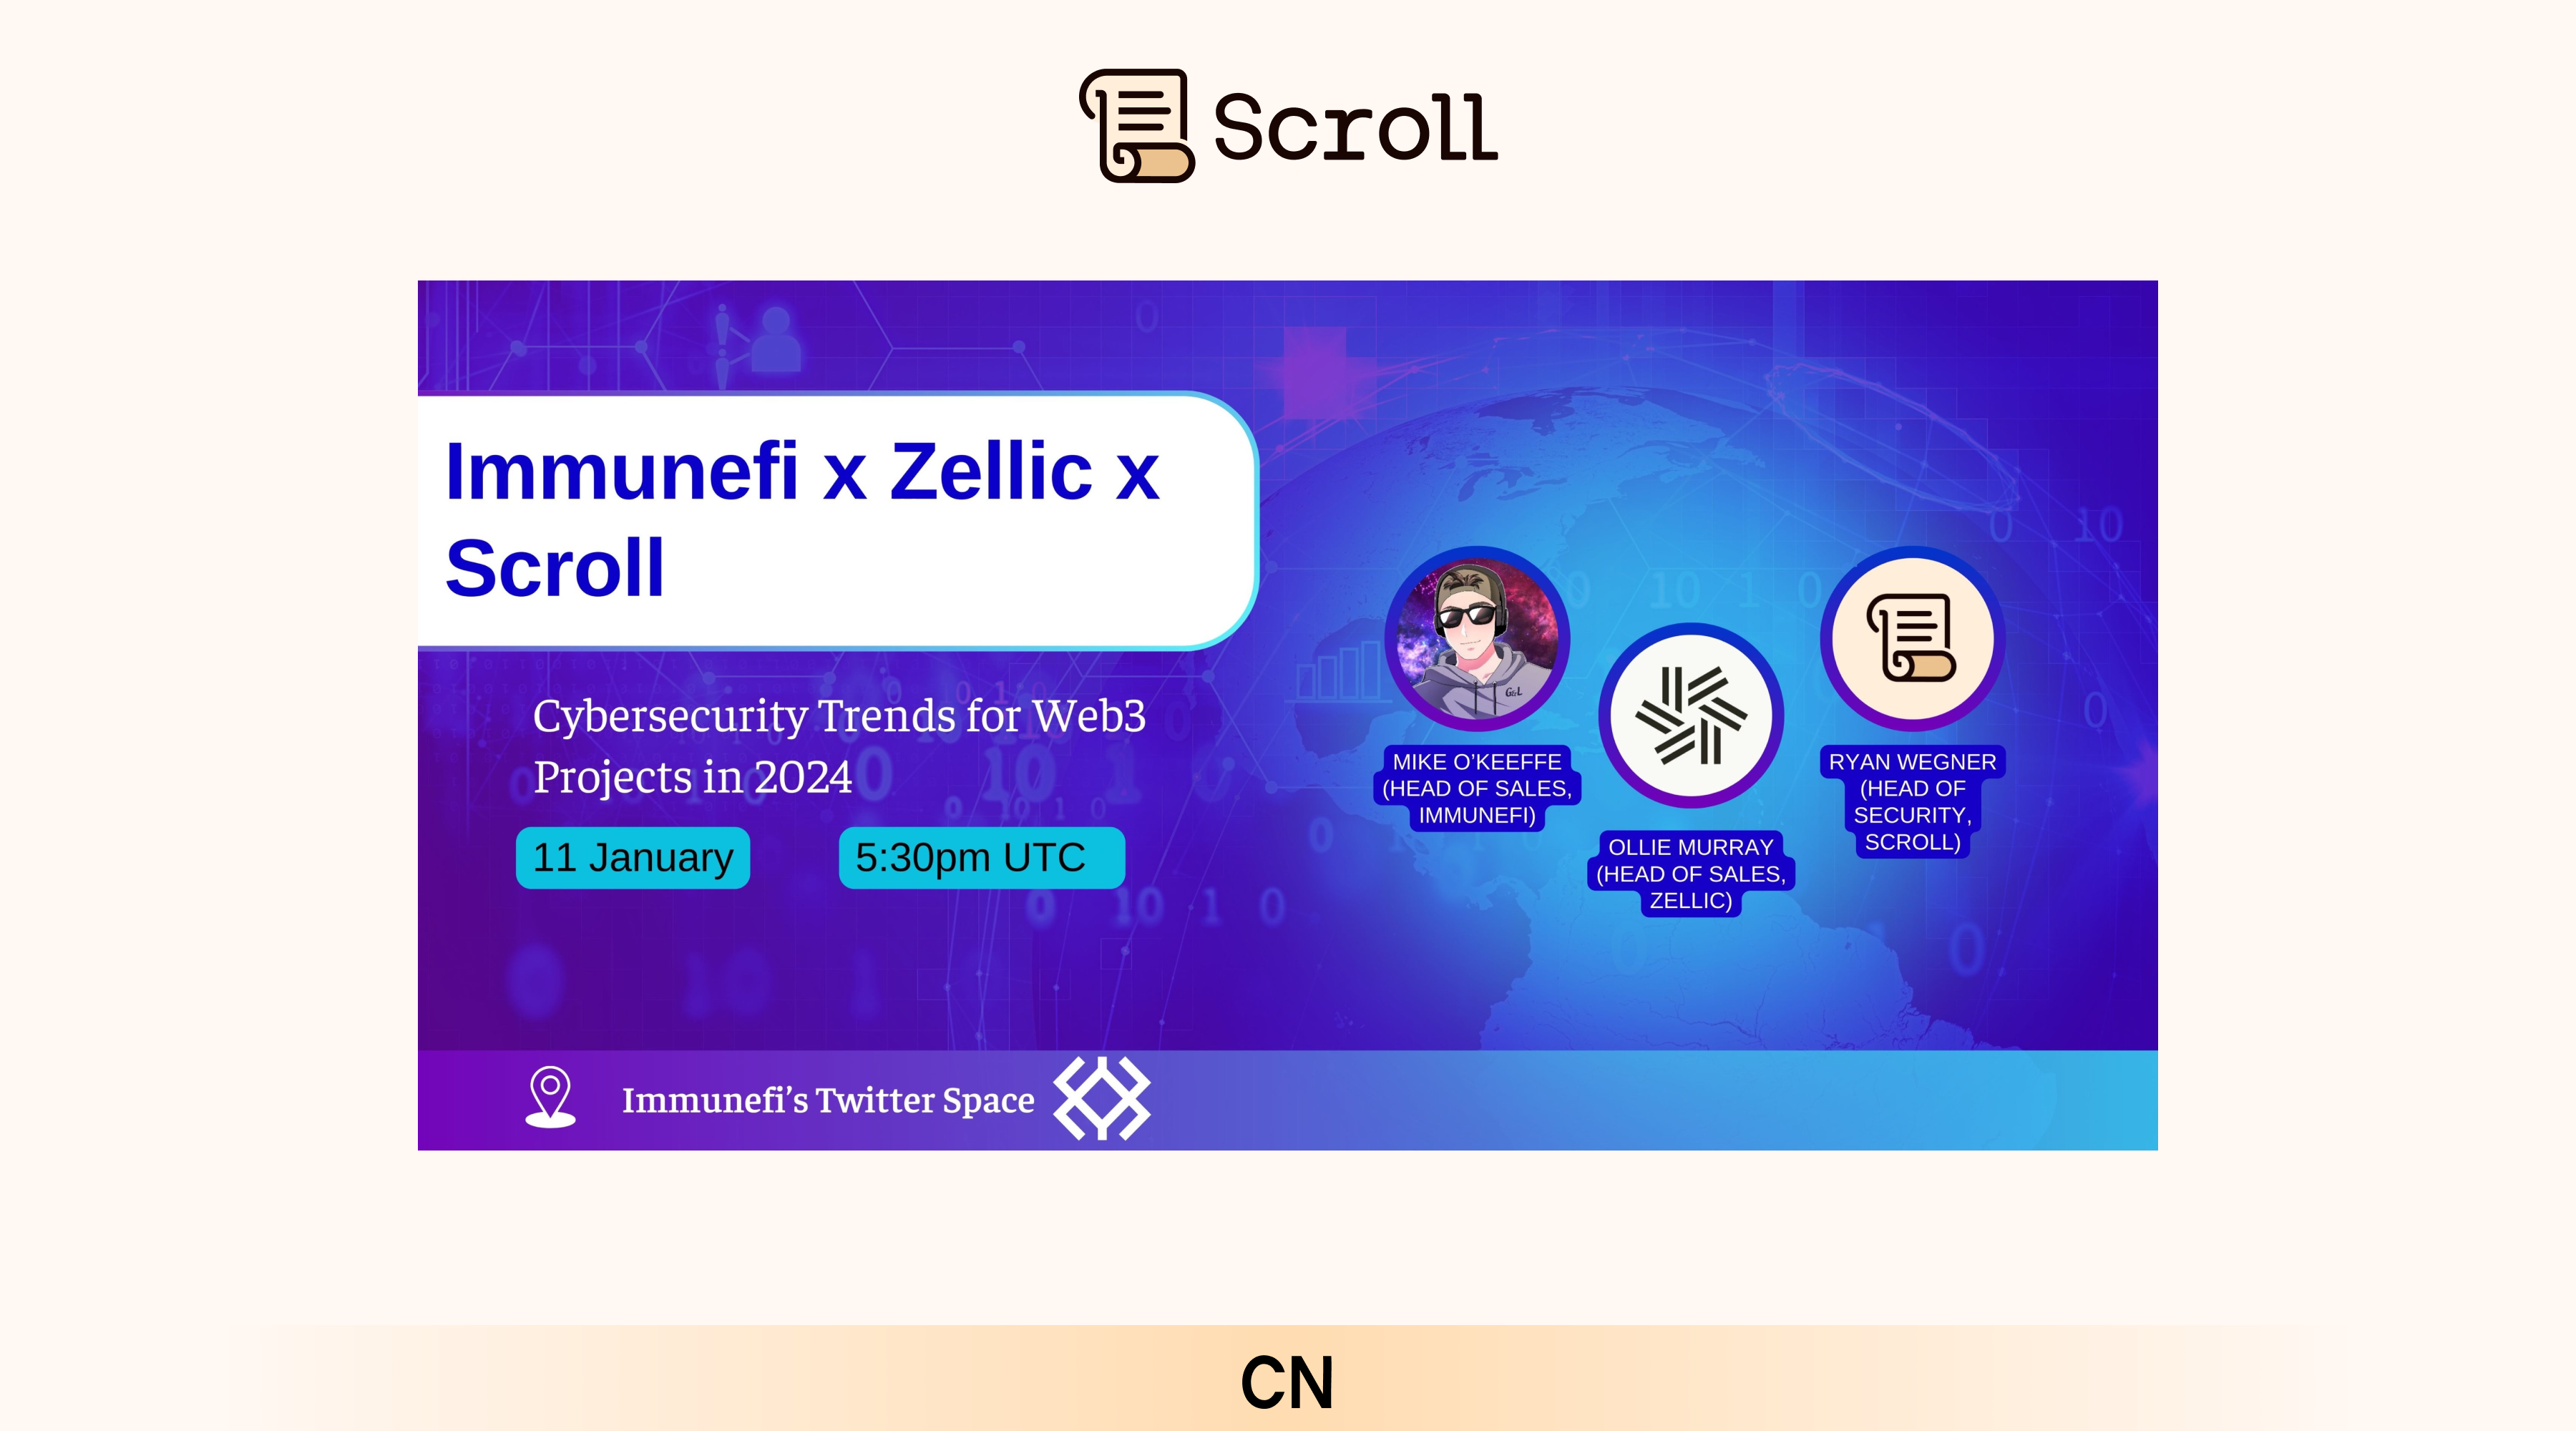 Scroll
Immunefi x Zellic x
Scroll
Cybersecurity Trends for Web3
Projects in 2024
11 January
5:30pm UTC
MIKE O’KEEFFE
(HEAD OF SALES,
IMMUNEFI)
OLLIE MURRAY
(HEAD OF SALES,
ZELLIC)
RYAN WEGNER
(HEAD OF
SECURITY,
SCROLL)
Immunefi’s Twitter Space
CN